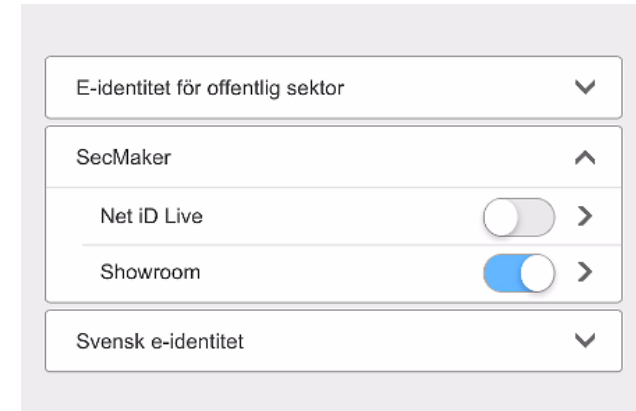 E-identitet för offentlig sektor
SecMaker
Net iD Live
Showroom
Svensk e-identitet